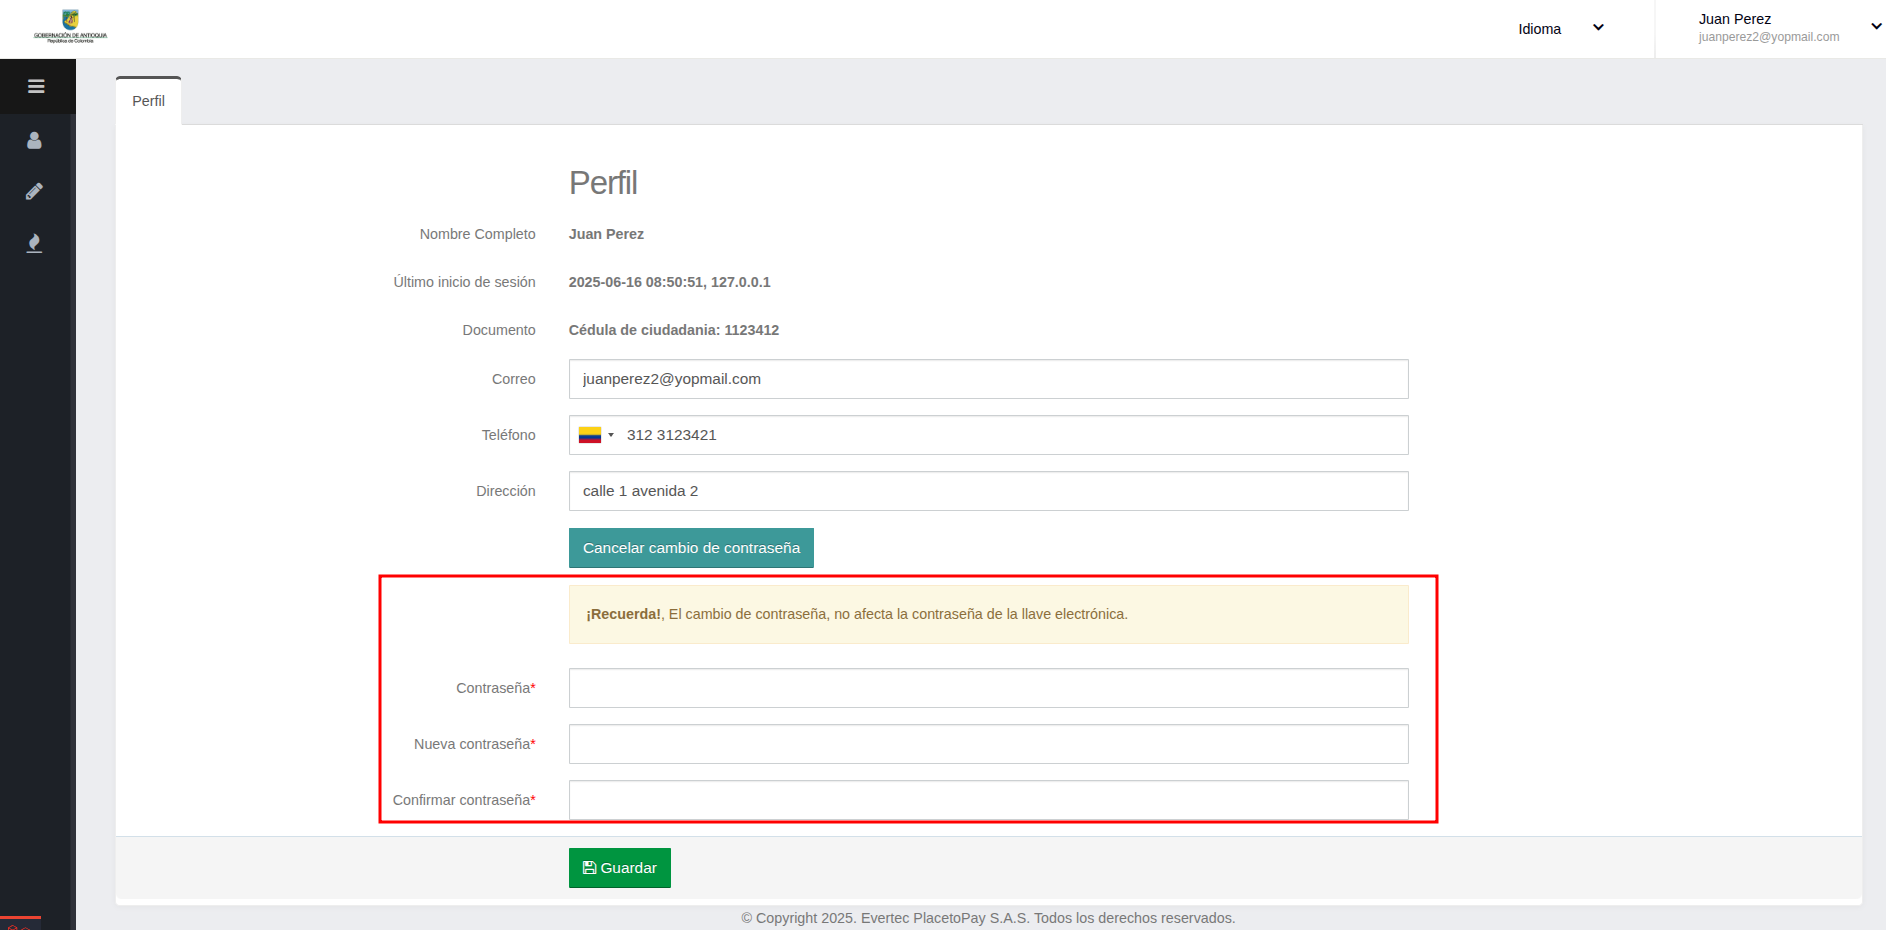 GOBERNACIÓN DE ANTIOQUIA
República de Colombia
Idioma
Juan Perez
juanperez2@yopmail.com
Perfil
Perfil
Nombre Completo Juan Perez
Último inicio de sesión 2025-06-16 08:50:51, 127.0.0.1
Documento Cédula de ciudadania: 1123412
Correo juanperez2@yopmail.com
Teléfono 312 3123421
Dirección calle 1 avenida 2
Cancelar cambio de contraseña
¡Recuerda!, El cambio de contraseña, no afecta la contraseña de la llave electrónica.
Contraseña*
Nueva contraseña*
Confirmar contraseña*
Guardar
© Copyright 2025. Evertec PlacetoPay S.A.S. Todos los derechos reservados.